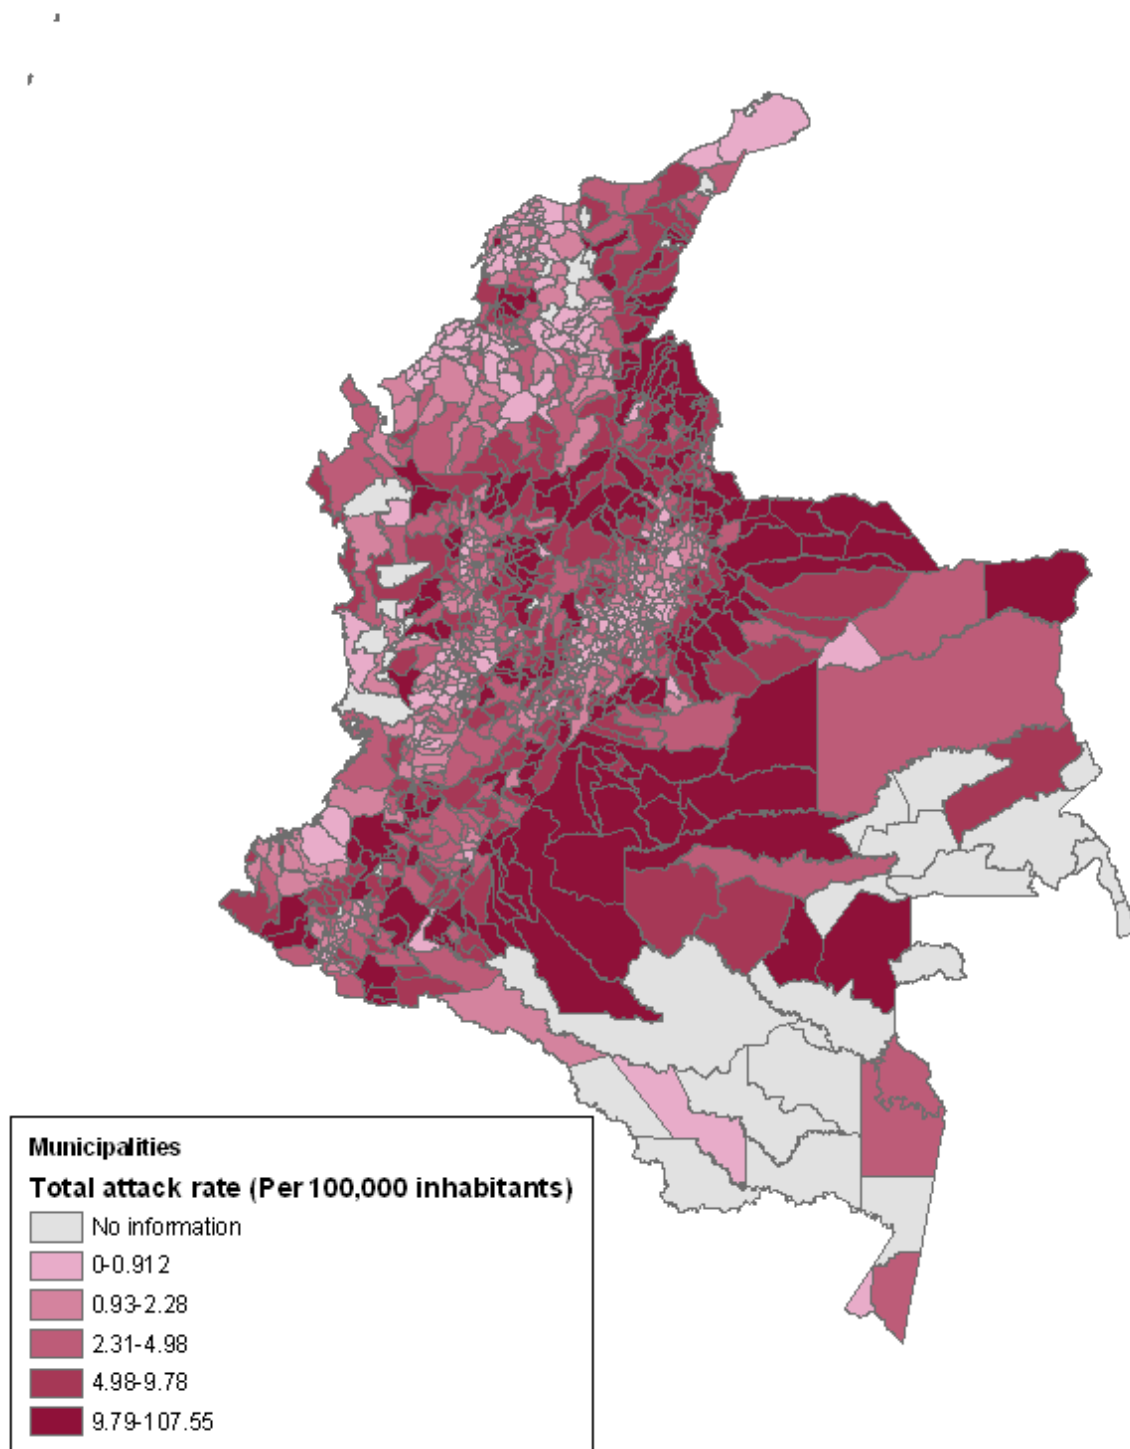 Municipalities
Total attack rate (Per 100,000 inhabitants)
No information
0-0.912
0.93-2.28
2.31-4.98
4.98-9.78
9.79-107.55